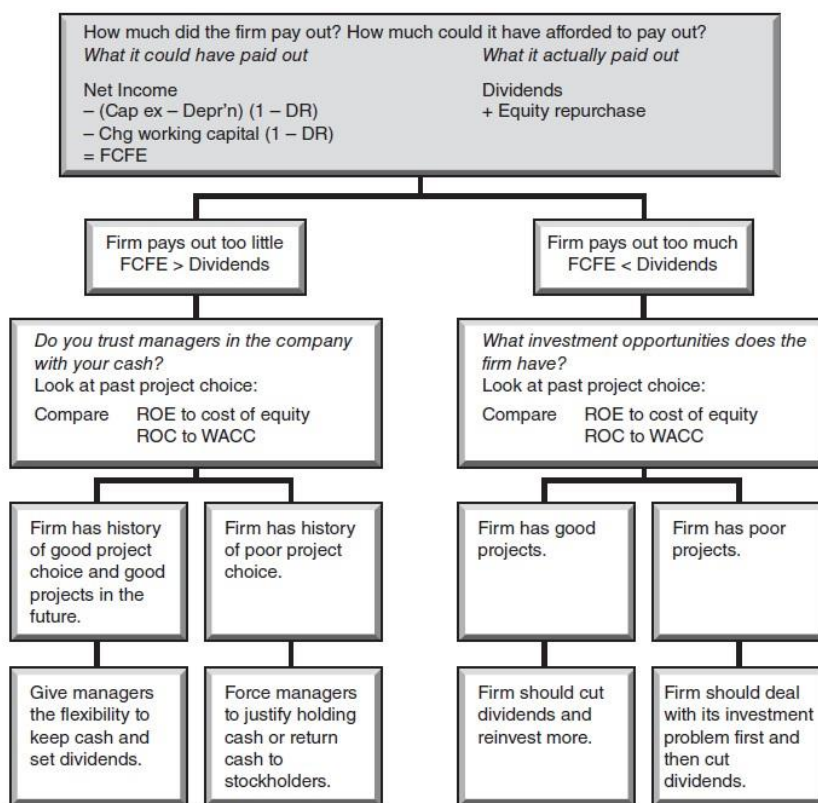 How much did the firm pay out? How much could it have afforded to pay out?
What it could have paid out
What it actually paid out
Net Income
– (Cap ex – Depr'n) (1 – DR)
– Chg working capital (1 – DR)
= FCFE
Dividends
+ Equity repurchase
Firm pays out too little
FCFE > Dividends
Firm pays out too much
FCFE < Dividends
Do you trust managers in the company
with your cash?
Look at past project choice:
Compare ROE to cost of equity
ROC to WACC
What investment opportunities does the
firm have?
Look at past project choice:
Compare ROE to cost of equity
ROC to WACC
Firm has history
of good project
choice and good
projects in the
future.
Firm has history
of poor project
choice.
Firm has good
projects.
Firm has poor
projects.
Give managers
the flexibility to
keep cash and
set dividends.
Force managers
to justify holding
cash or return
cash to
stockholders.
Firm should cut
dividends and
reinvest more.
Firm should deal
with its investment
problem first and
then cut
dividends.